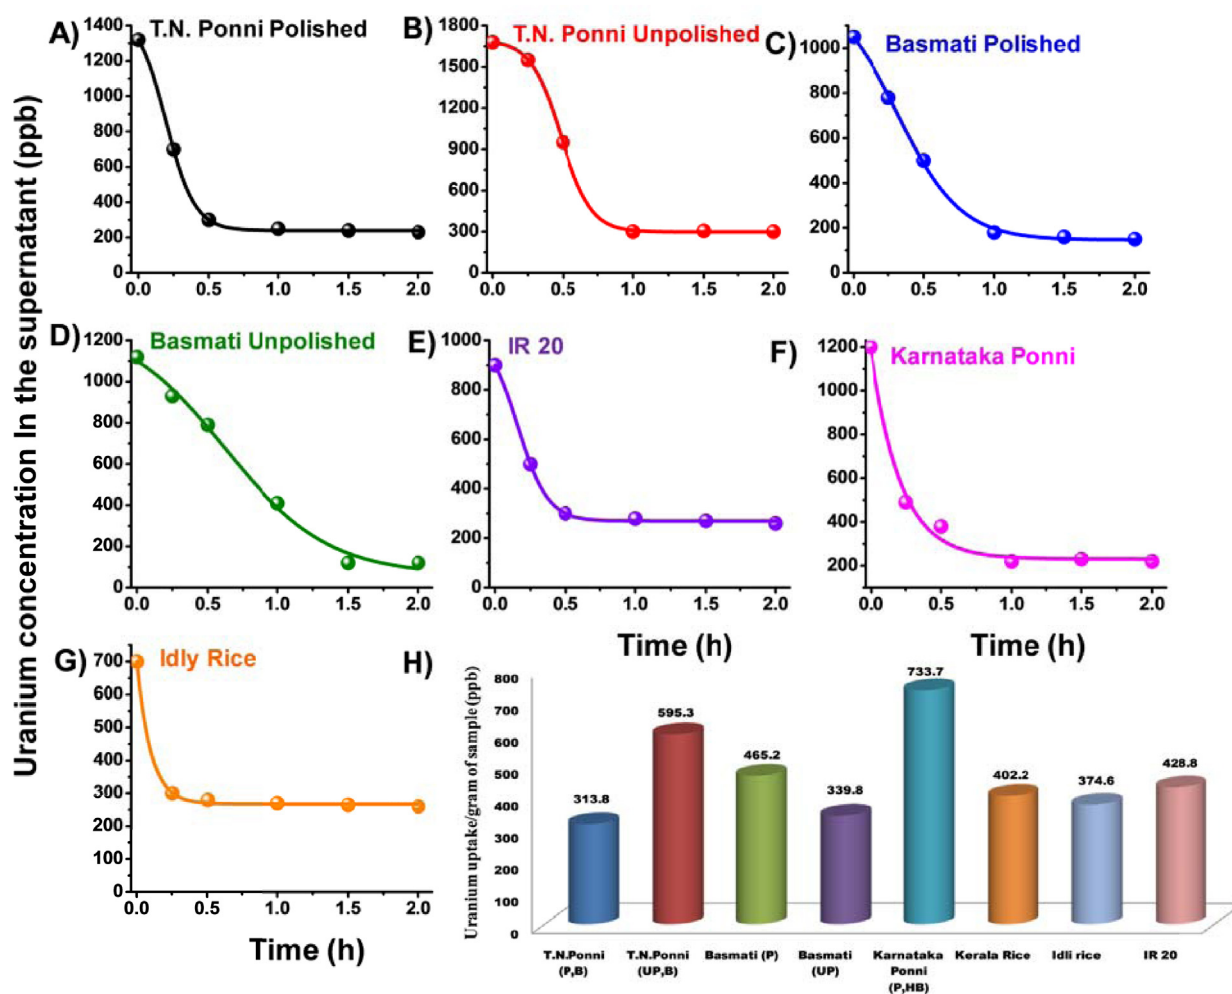 Uranium concentration In the supernatant (ppb)
A)
T.N. Ponni Polished
1400
1200
1000
800
600
400
200
0
0.0 0.5 1.0 1.5 2.0
B)
T.N. Ponni Unpolished
1800
1500
1200
900
600
300
0
0.0 0.5 1.0 1.5 2.0
C)
Basmati Polished
1000
800
600
400
200
0
0.0 0.5 1.0 1.5 2.0
D)
Basmati Unpolished
1200
1000
800
600
400
200
0
0.0 0.5 1.0 1.5 2.0
E)
IR 20
1000
800
600
400
200
0
0.0 0.5 1.0 1.5 2.0
Time (h)
F)
Karnataka Ponni
1200
1000
800
600
400
200
0.0 0.5 1.0 1.5 2.0
Time (h)
G)
Idly Rice
700
600
500
400
300
200
100
0
0.0 0.5 1.0 1.5 2.0
Time (h)
H)
Uranium uptake/gram of sample (ppb)
800
700
600
500
400
300
200
100
0
313.8
595.3
465.2
339.8
733.7
402.2
374.6
428.8
T.N.Ponni
(P,B)
T.N.Ponni
(UP,B)
Basmati (P)
Basmati
(UP)
Karnataka
Ponni
(P,HB)
Kerala Rice
Idli rice
IR 20